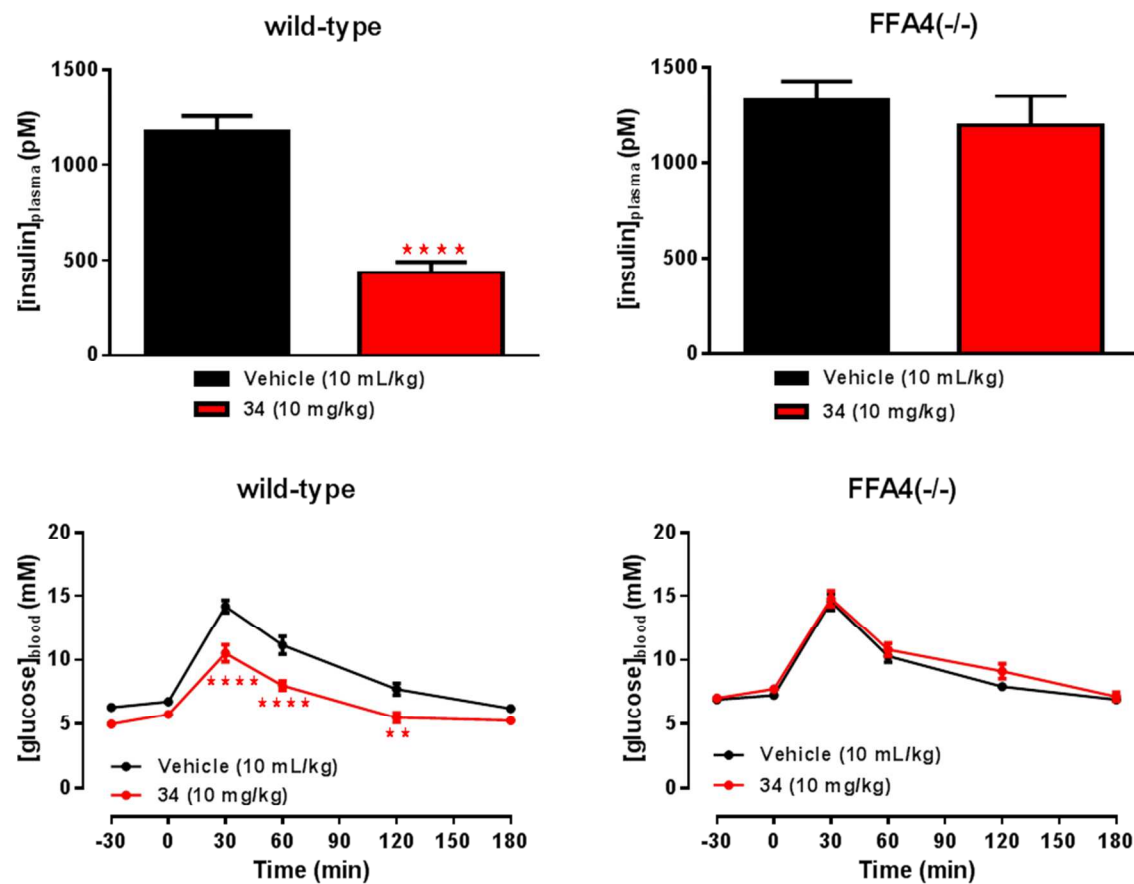 wild-type
FFA4(-/-)
1500
1000
500
0
[insulin]plasma (pM)
★★★★
Vehicle (10 mL/kg)
34 (10 mg/kg)
1500
1000
500
0
[insulin]plasma (pM)
Vehicle (10 mL/kg)
34 (10 mg/kg)
wild-type
FFA4(-/-)
20
15
10
5
0
[glucose]blood (mM)
★★★★
★★★★
★★
Vehicle (10 mL/kg)
34 (10 mg/kg)
-30 0 30 60 90 120 150 180
Time (min)
20
15
10
5
0
[glucose]blood (mM)
Vehicle (10 mL/kg)
34 (10 mg/kg)
-30 0 30 60 90 120 150 180
Time (min)